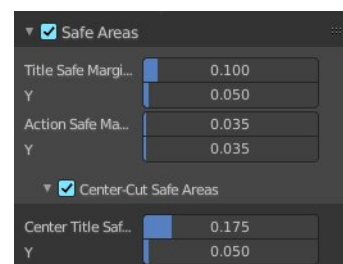 Safe Areas
Title Safe Margi... 0.100
Y 0.050
Action Safe Ma... 0.035
Y 0.035
Center-Cut Safe Areas
Center Title Saf... 0.175
Y 0.050